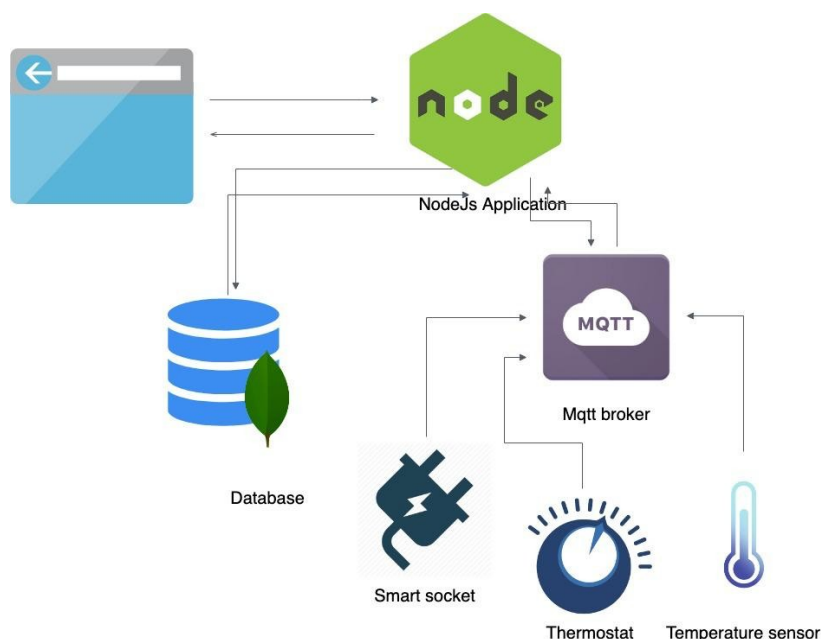 node
NodeJs Application
MQTT
Mqtt broker
Database
Smart socket
Thermostat
Temperature sensor